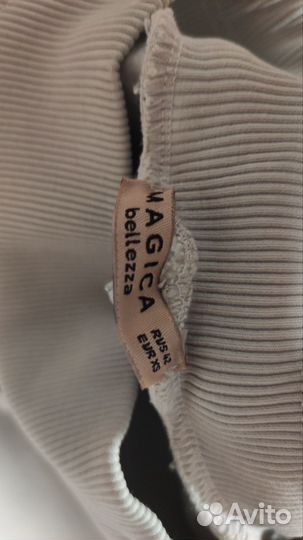 MAGICA
bellezza
RUS 42
EUR XS
Avito